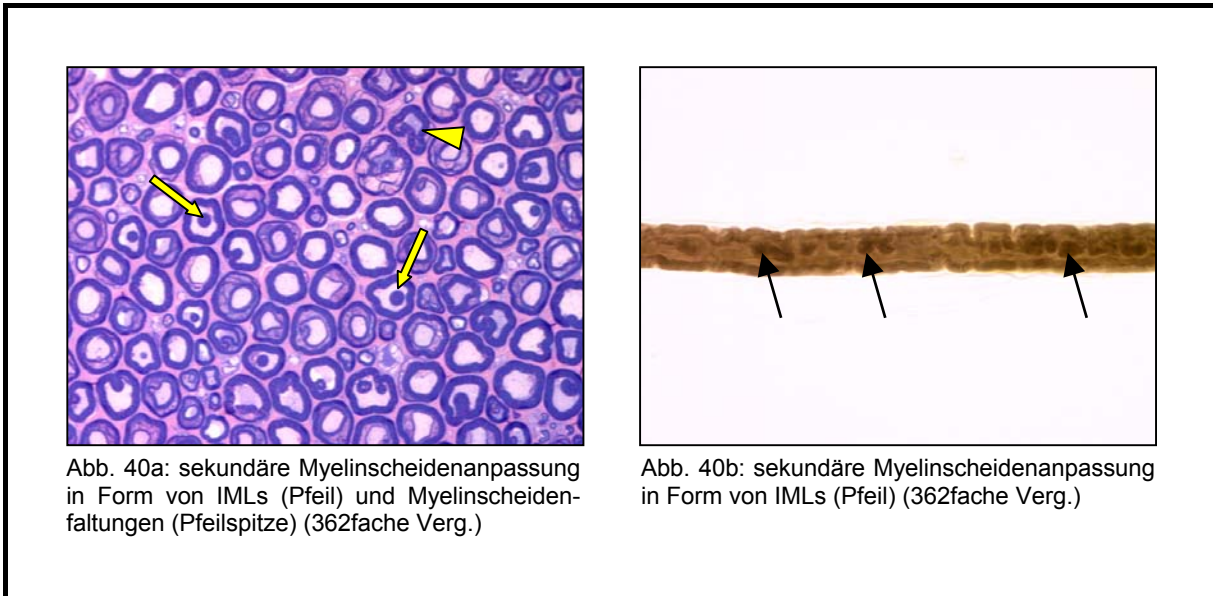 Abb. 40a: sekundäre Myelinscheidenanpassung
in Form von IMLs (Pfeil) und Myelinscheiden-
faltungen (Pfeilspitze) (362fache Verg.)
Abb. 40b: sekundäre Myelinscheidenanpassung
in Form von IMLs (Pfeil) (362fache Verg.)